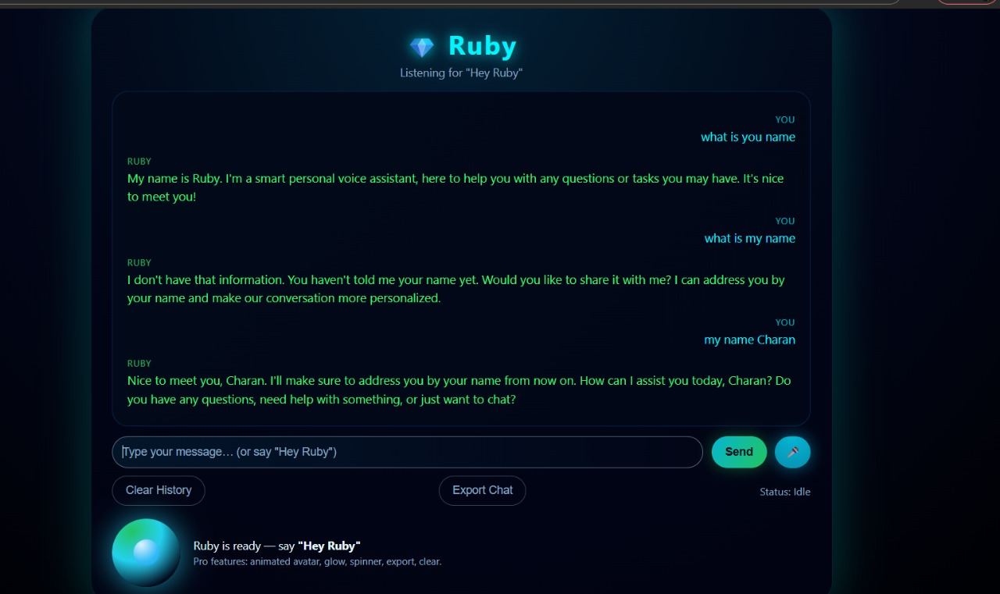 Ruby
Listening for "Hey Ruby"
YOU
what is you name
RUBY
My name is Ruby. I'm a smart personal voice assistant, here to help you with any questions or tasks you may have. It's nice
to meet you!
YOU
what is my name
RUBY
I don't have that information. You haven't told me your name yet. Would you like to share it with me? I can address you by
your name and make our conversation more personalized.
YOU
my name Charan
RUBY
Nice to meet you, Charan. I'll make sure to address you by your name from now on. How can I assist you today, Charan? Do
you have any questions, need help with something, or just want to chat?
Type your message... (or say "Hey Ruby")
Send
Clear History
Export Chat
Status: Idle
Ruby is ready — say "Hey Ruby"
Pro features: animated avatar, glow, spinner, export, clear.